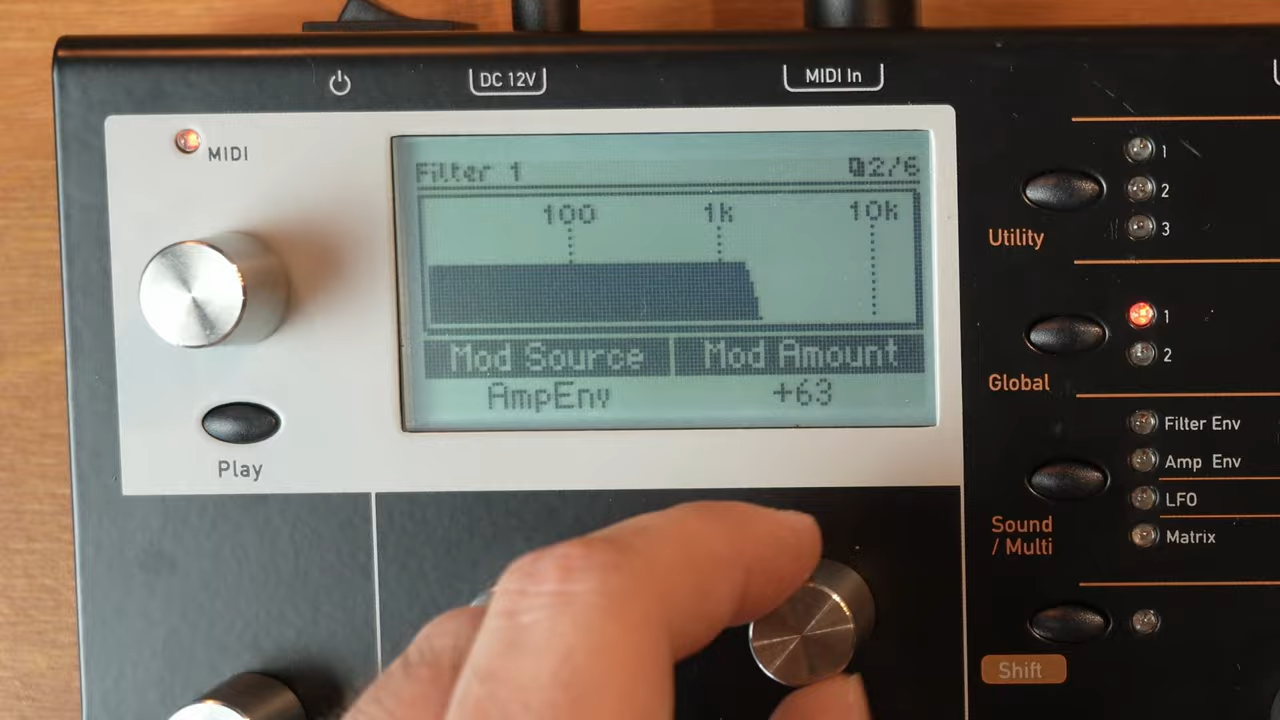 DC 12V
MIDI In
MIDI
Filter 1
2/6
100
1k
10k
Mod Source
Mod Amount
AmpEnv
+63
Play
1
2
3
Utility
1
2
Global
Filter Env
Amp Env
LFO
Matrix
Sound
/ Multi
Shift